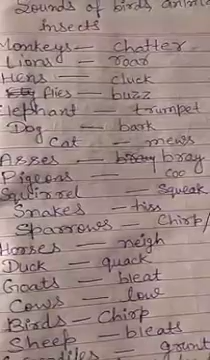 Sounds of birds anim
insects
Monkeys — chatter
Lions — roar
Hens — cluck
Flies — buzz
Elephant — trumpet
Dog — bark
Cat — mews
Asses — bray
Pigeons — coo
Squirrel — squeak
Snakes — hiss
Sparrows — Chirp/
Horses — neigh
Duck — quack
Goats — bleat
Cows — low
Birds — Chirp
Sheep — bleats
grunt